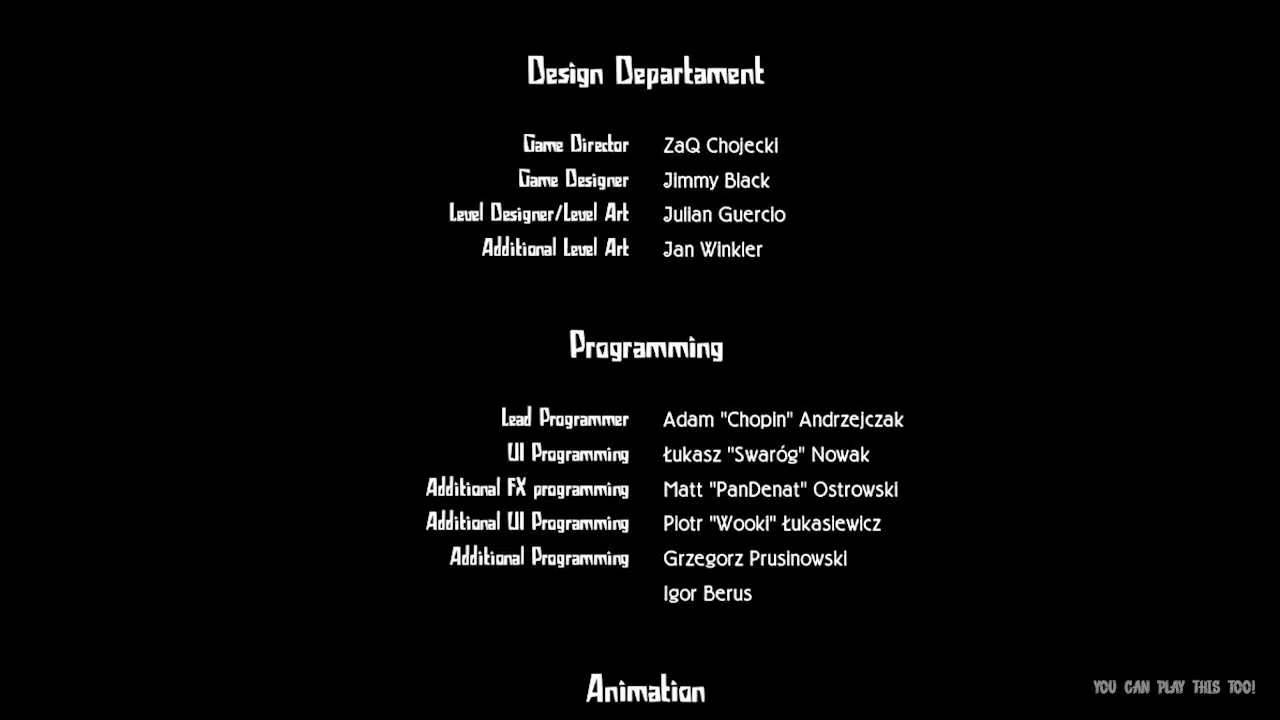 Design Departament
Game Director ZaQ Chojecki
Game Designer Jimmy Black
Level Designer/Level Art Julian Guercio
Additional Level Art Jan Winkler
Programming
Lead Programmer Adam "Chopin" Andrzejczak
UI Programming Łukasz "Swaróg" Nowak
Additional FX programming Matt "PanDenat" Ostrowski
Additional UI Programming Piotr "Wooki" Łukasiewicz
Additional Programming Grzegorz Prusinowski
Igor Berus
Animation
YOU CAN PLAY THIS TOO!